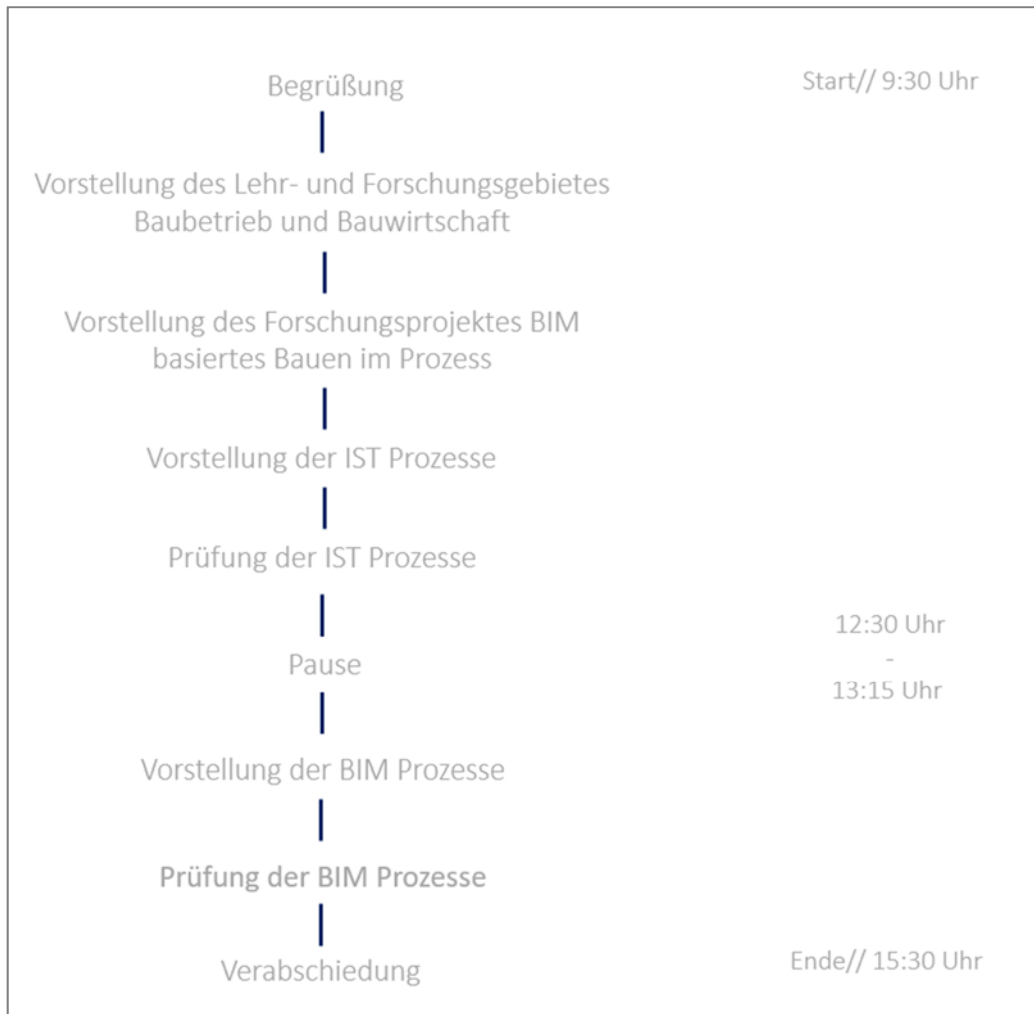 Begrüßung
Start// 9:30 Uhr
Vorstellung des Lehr- und Forschungsgebietes
Baubetrieb und Bauwirtschaft
Vorstellung des Forschungsprojektes BIM
basiertes Bauen im Prozess
Vorstellung der IST Prozesse
Prüfung der IST Prozesse
12:30 Uhr
-
13:15 Uhr
Pause
Vorstellung der BIM Prozesse
Prüfung der BIM Prozesse
Verabschiedung
Ende// 15:30 Uhr